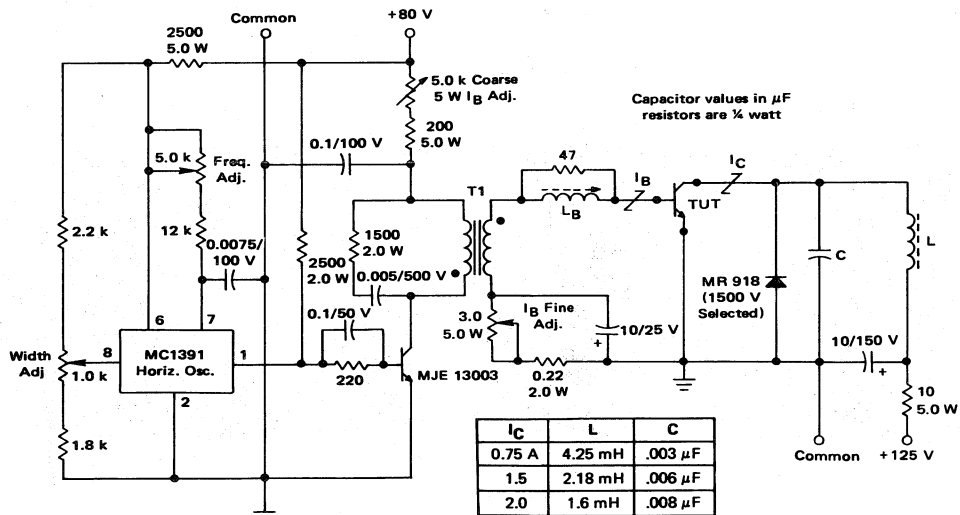 Common
+80 V
2500
5.0 W
5.0 k Coarse
5 W I_B Adj.
200
5.0 W
Capacitor values in μF
resistors are ¼ watt
0.1/100 V
5.0 k
Freq.
Adj.
47
I_B
I_C
T1
L_B
TUT
2.2 k
12 k
0.0075/
100 V
2500
2.0 W
1500
2.0 W
0.005/500 V
C
L
MR 918
(1500 V
Selected)
0.1/50 V
3.0
5.0 W
I_B Fine
Adj.
10/25 V
10/150 V
6
7
Width
Adj
8
MC1391
Horiz. Osc.
1
2
1.0 k
220
MJE 13003
0.22
2.0 W
10
5.0 W
1.8 k
Common
+125 V
+
+
I_C L C
0.75 A 4.25 mH .003 μF
1.5 2.18 mH .006 μF
2.0 1.6 mH .008 μF